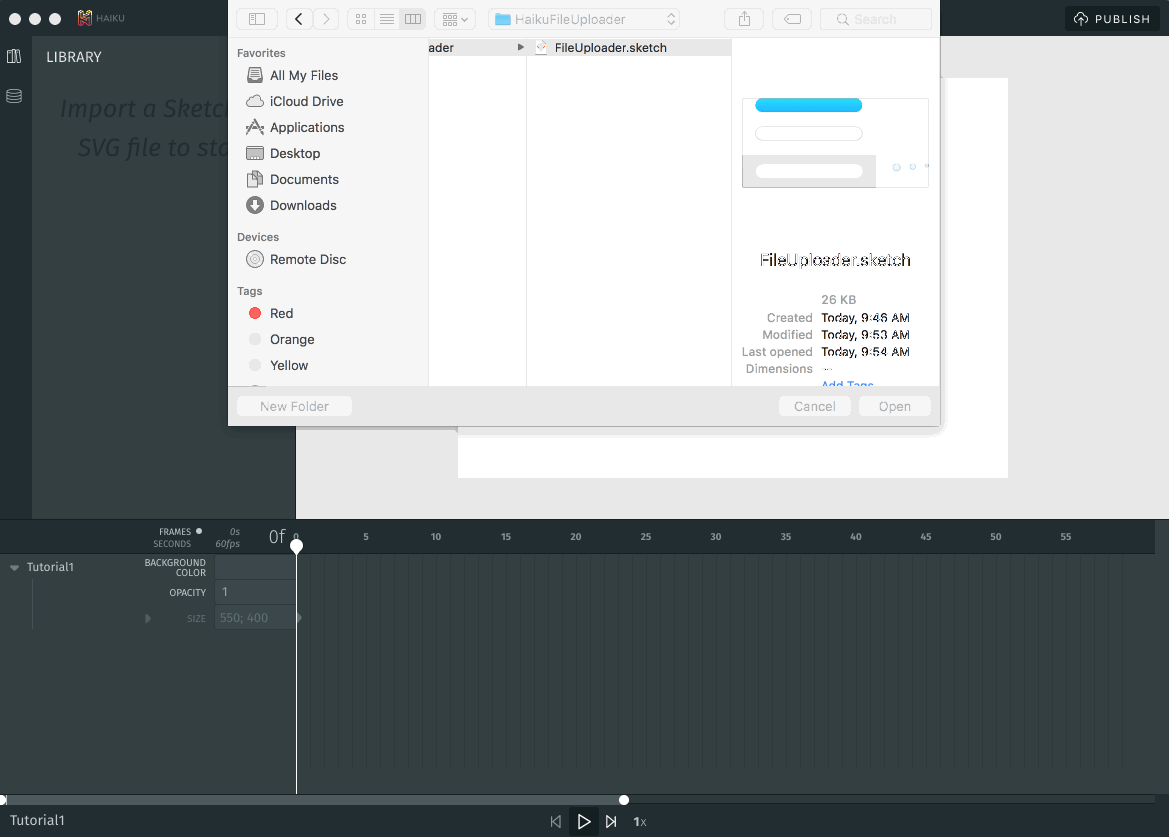 HAIKU
HaikuFileUploader
Search
PUBLISH
LIBRARY
Import a Sketch
SVG file to sta
Favorites
All My Files
iCloud Drive
Applications
Desktop
Documents
Downloads
Devices
Remote Disc
Tags
Red
Orange
Yellow
ader
FileUploader.sketch
FileUploader.sketch
26 KB
Created Today, 9:46 AM
Modified Today, 9:53 AM
Last opened Today, 9:54 AM
Dimensions --
Add Tags...
New Folder
Cancel
Open
FRAMES
SECONDS
0s
60fps
0f
0 5 10 15 20 25 30 35 40 45 50 55
Tutorial1
BACKGROUND
COLOR
OPACITY 1
SIZE 550; 400
Tutorial1
1x